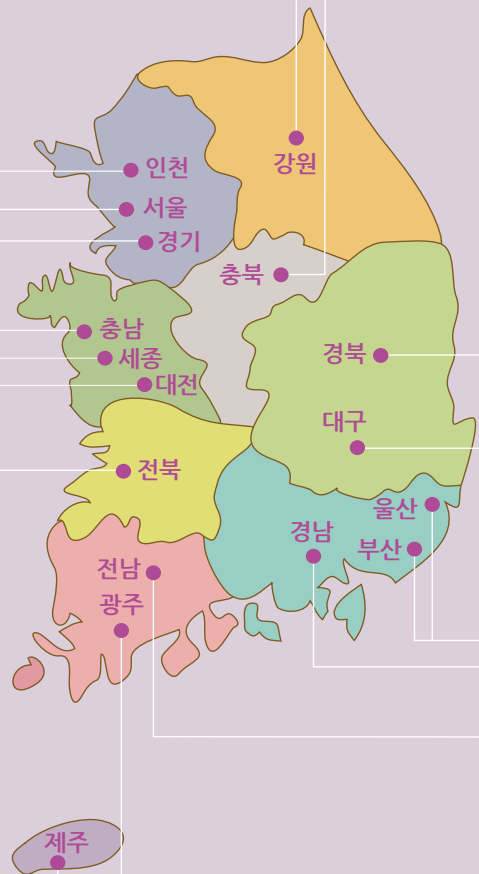 강원
인천
서울
경기
충북
충남
세종
대전
경북
대구
전북
울산
경남
부산
전남
광주
제주